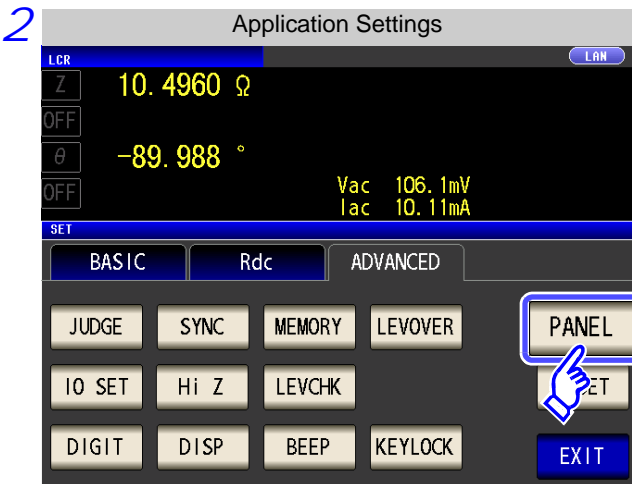 2
Application Settings
LCR
LAN
Z 10.4960 Ω
OFF
θ -89.988 °
OFF
Vac 106.1mV
Iac 10.11mA
SET
BASIC Rdc ADVANCED
JUDGE SYNC MEMORY LEVOVER PANEL
IO SET Hi Z LEVCHK
DIGIT DISP BEEP KEYLOCK EXIT